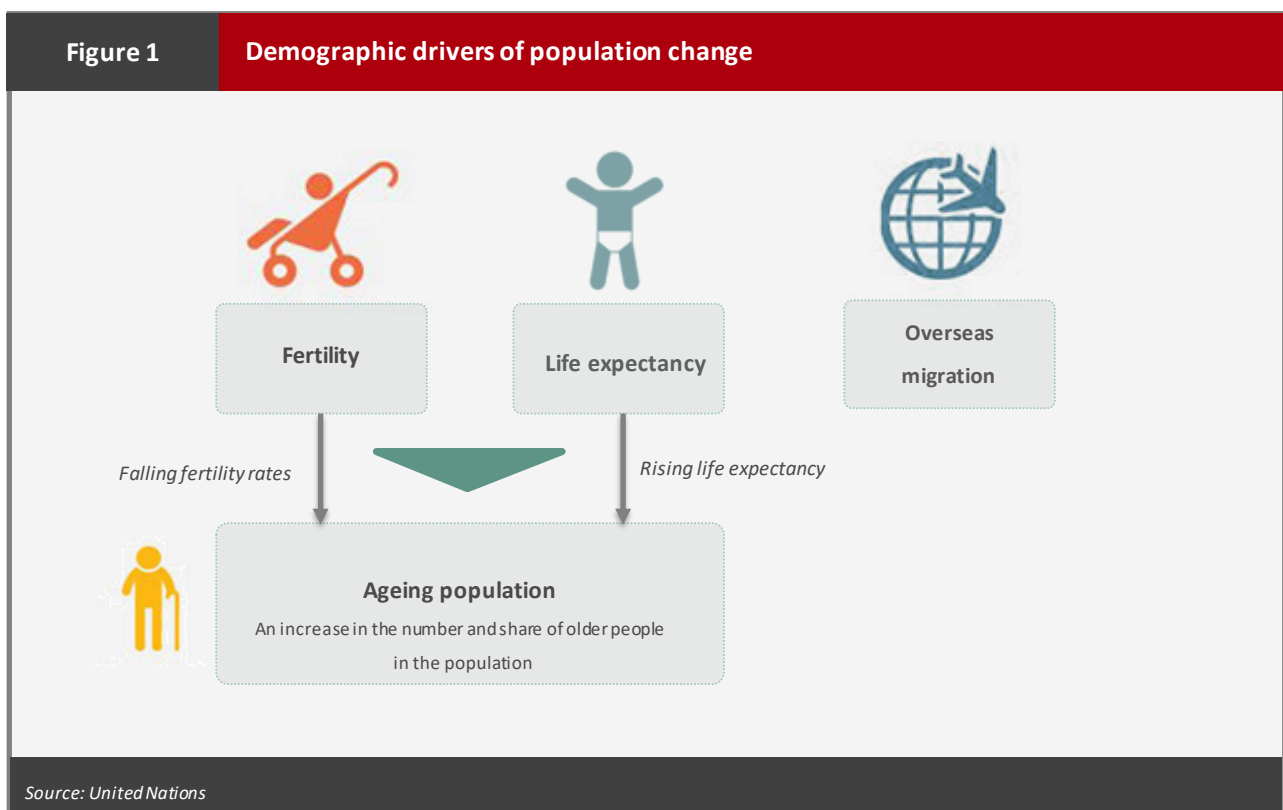 Figure 1
Demographic drivers of population change
Fertility
Life expectancy
Overseas
migration
Falling fertility rates
Rising life expectancy
Ageing population
An increase in the number and share of older people
in the population
Source: United Nations